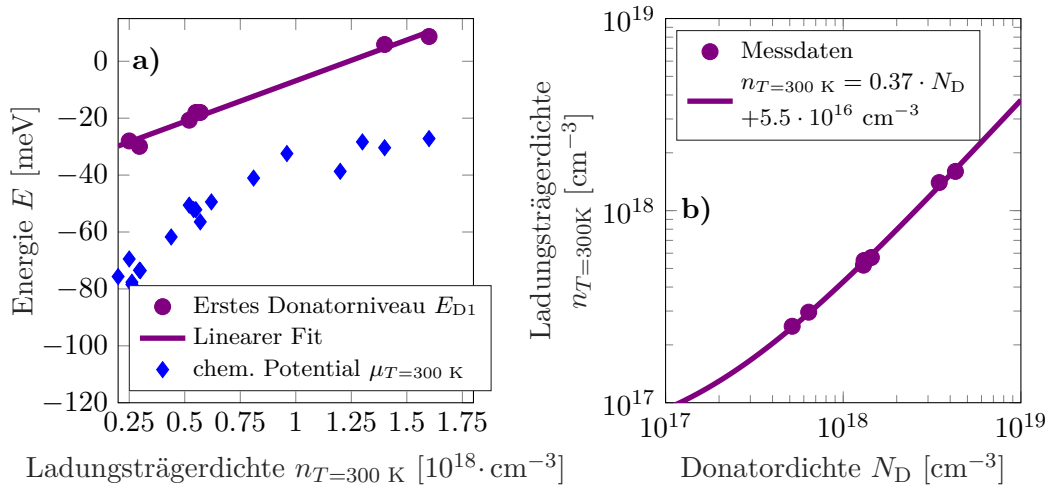 a)
Energie E [meV]
0
−20
−40
−60
−80
−100
−120
Erstes Donatorniveau E_D1
Linearer Fit
chem. Potential μ_T=300 K
0.25 0.5 0.75 1 1.25 1.5 1.75
Ladungsträgerdichte n_T=300 K [10^18·cm^−3]
b)
Ladungsträgerdichte
n_T=300K [cm^−3]
10^19
10^18
10^17
Messdaten
n_T=300 K = 0.37 · N_D
+5.5 · 10^16 cm^−3
10^17 10^18 10^19
Donatordichte N_D [cm^−3]